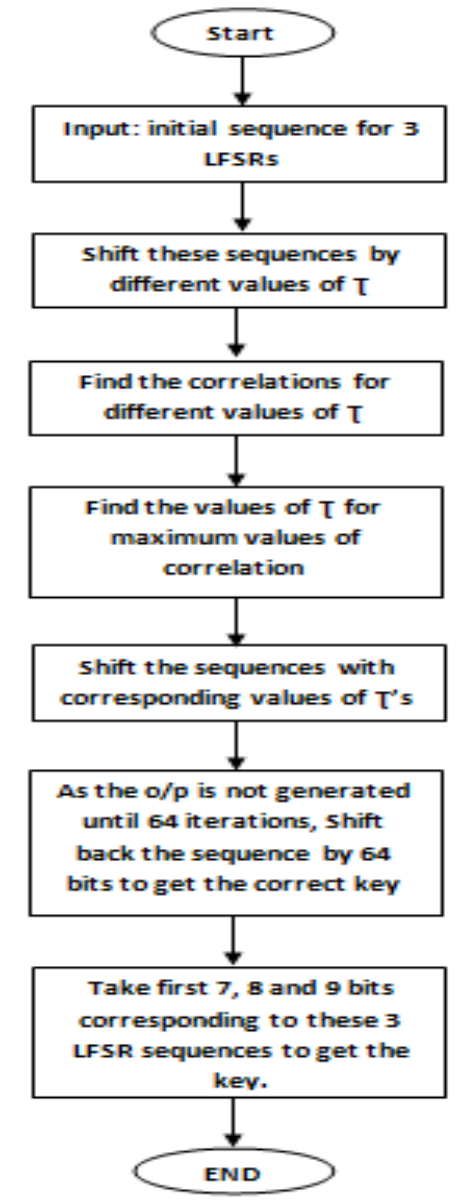 Start
Input: initial sequence for 3
LFSRs
Shift these sequences by
different values of Ʈ
Find the correlations for
different values of Ʈ
Find the values of Ʈ for
maximum values of
correlation
Shift the sequences with
corresponding values of Ʈ's
As the o/p is not generated
until 64 iterations, Shift
back the sequence by 64
bits to get the correct key
Take first 7, 8 and 9 bits
corresponding to these 3
LFSR sequences to get the
key.
END